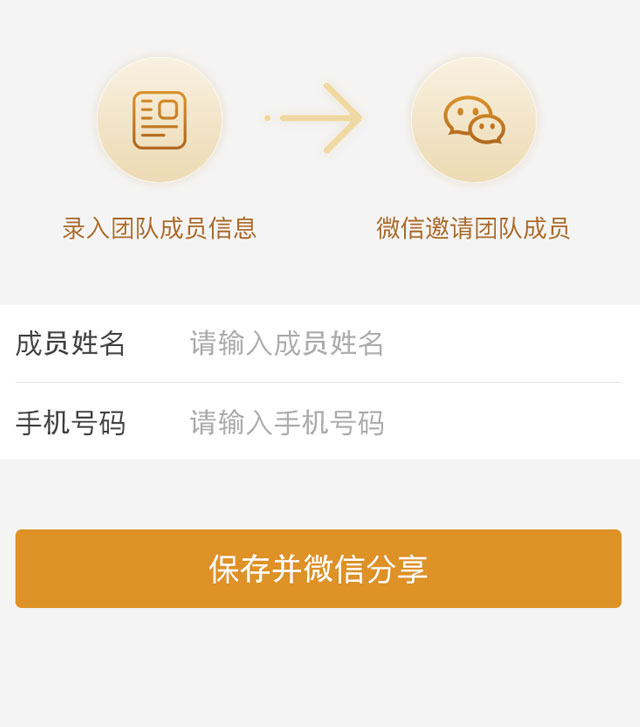 录入团队成员信息 微信邀请团队成员
成员姓名 请输入成员姓名
手机号码 请输入手机号码
保存并微信分享